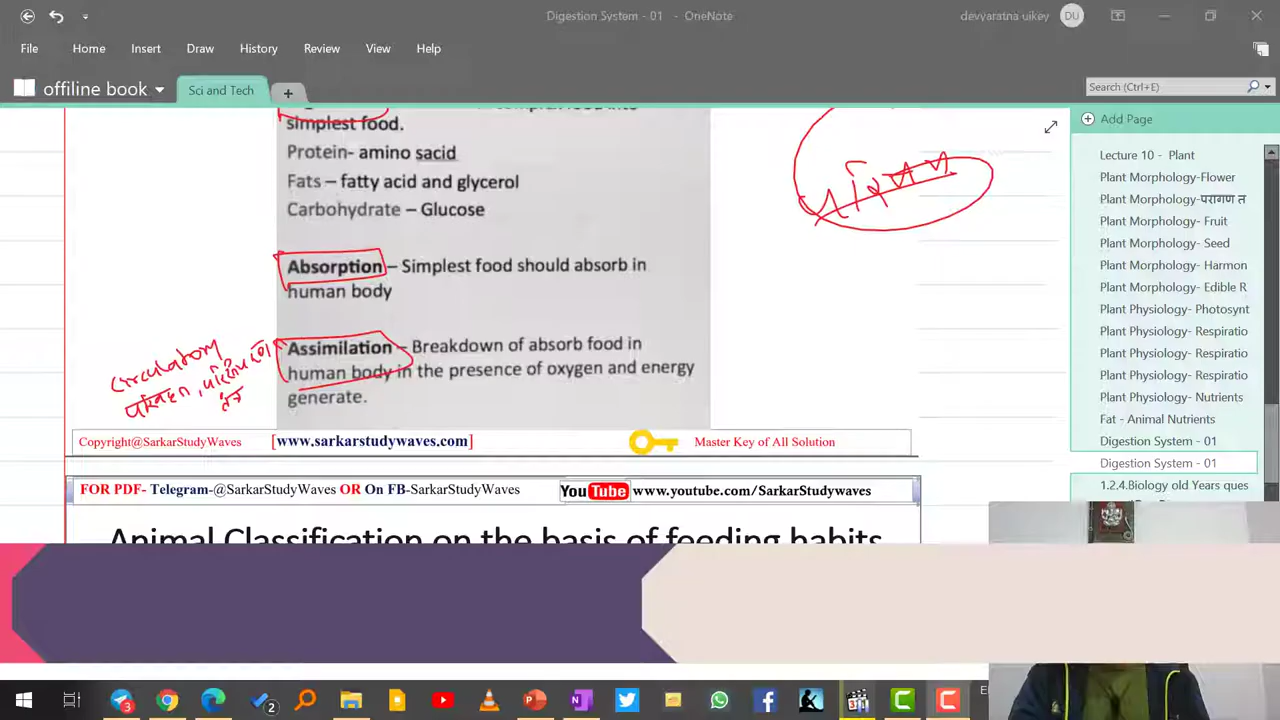 Digestion System - 01 - OneNote
devyaratna uikey
DU
File Home Insert Draw History Review View Help
offiline book
Sci and Tech
+
Search (Ctrl+E)
simplest food.
Protein- amino sacid
Fats – fatty acid and glycerol
Carbohydrate – Glucose
Absorption – Simplest food should absorb in
human body
Assimilation – Breakdown of absorb food in
human body in the presence of oxygen and energy
generate.
Circulatory
Copyright@SarkarStudyWaves [www.sarkarstudywaves.com] Master Key of All Solution
FOR PDF- Telegram-@SarkarStudyWaves OR On FB-SarkarStudyWaves YouTube www.youtube.com/SarkarStudywaves
Animal Classification on the basis of feeding habits
Add Page
Lecture 10 - Plant
Plant Morphology-Flower
Plant Morphology-परागण त
Plant Morphology- Fruit
Plant Morphology- Seed
Plant Morphology- Harmon
Plant Morphology- Edible R
Plant Physiology- Photosynt
Plant Physiology- Respiratio
Plant Physiology- Respiratio
Plant Physiology- Respiratio
Plant Physiology- Nutrients
Fat - Animal Nutrients
Digestion System - 01
Digestion System - 01
1.2.4.Biology old Years ques
3
2